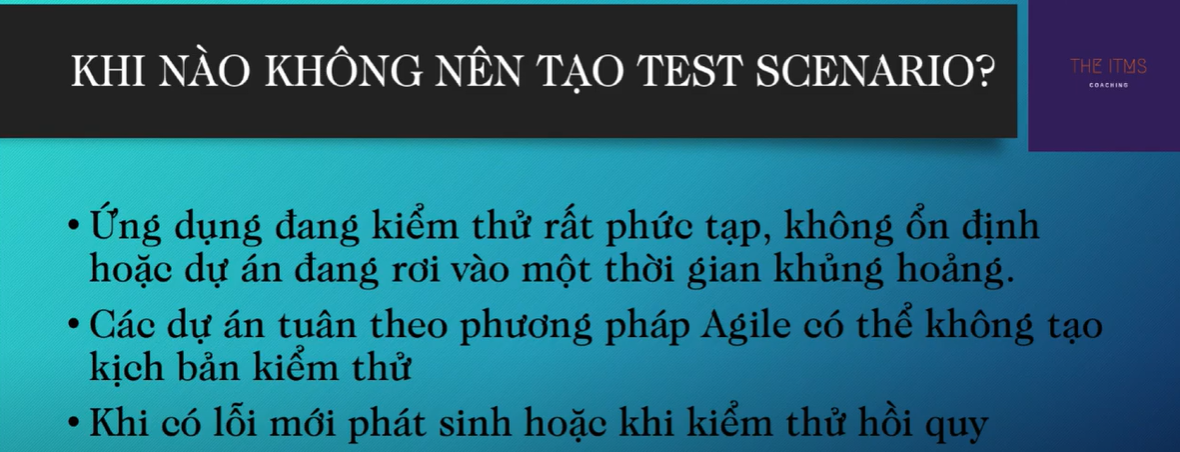 KHI NÀO KHÔNG NÊN TẠO TEST SCENARIO?
THE ITMS
COACHING
• Ứng dụng đang kiểm thử rất phức tạp, không ổn định
hoặc dự án đang rơi vào một thời gian khủng hoảng.
• Các dự án tuân theo phương pháp Agile có thể không tạo
kịch bản kiểm thử
• Khi có lỗi mới phát sinh hoặc khi kiểm thử hồi quy